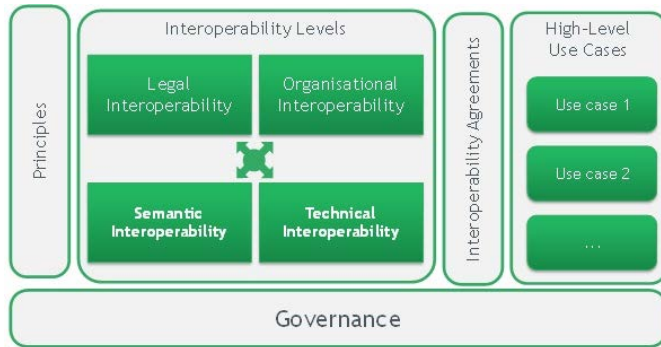 Principles
Interoperability Levels
Legal
Interoperability
Organisational
Interoperability
Semantic
Interoperability
Technical
Interoperability
Interoperability Agreements
High-Level
Use Cases
Use case 1
Use case 2
...
Governance